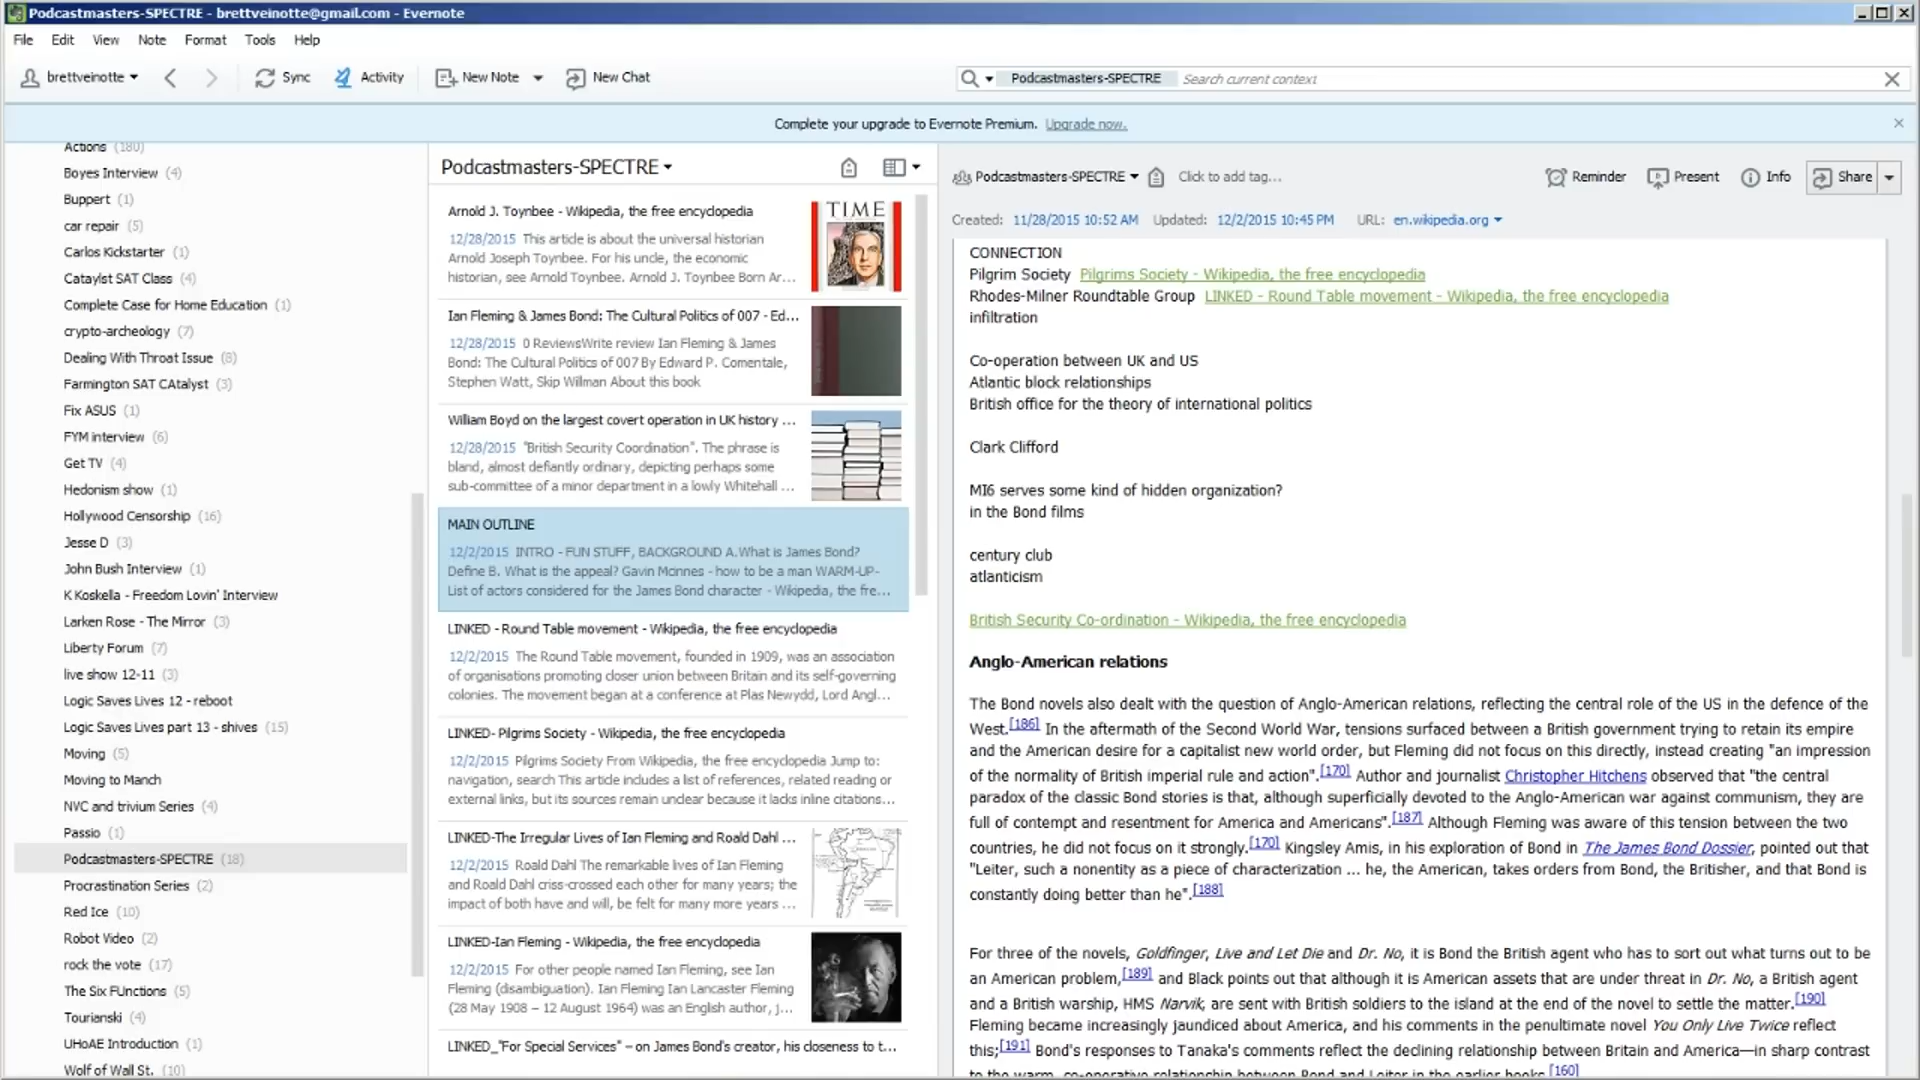 Podcastmasters-SPECTRE - brettveinotte@gmail.com - Evernote
File Edit View Note Format Tools Help
brettveinotte Sync Activity New Note New Chat Podcastmasters-SPECTRE Search current context
Complete your upgrade to Evernote Premium. Upgrade now.
Actions (180)
Boyes Interview (4)
Buppert (1)
car repair (5)
Carlos Kickstarter (1)
Cataylst SAT Class (4)
Complete Case for Home Education (1)
crypto-archeology (7)
Dealing With Throat Issue (8)
Farmington SAT CAtalyst (3)
Fix ASUS (1)
FYM interview (6)
Get TV (4)
Hedonism show (1)
Hollywood Censorship (16)
Jesse D (3)
John Bush Interview (1)
K Koskella - Freedom Lovin' Interview
Larken Rose - The Mirror (3)
Liberty Forum (7)
live show 12-11 (3)
Logic Saves Lives 12 - reboot
Logic Saves Lives part 13 - shives (15)
Moving (5)
Moving to Manch
NVC and trivium Series (4)
Passio (1)
Podcastmasters-SPECTRE (18)
Procrastination Series (2)
Red Ice (10)
Robot Video (2)
rock the vote (17)
The Six FUnctions (5)
Tourianski (4)
UHoAE Introduction (1)
Wolf of Wall St. (10)
Podcastmasters-SPECTRE
Arnold J. Toynbee - Wikipedia, the free encyclopedia
12/28/2015 This article is about the universal historian
Arnold Joseph Toynbee. For his uncle, the economic
historian, see Arnold Toynbee. Arnold J. Toynbee Born Ar...
TIME
Ian Fleming & James Bond: The Cultural Politics of 007 - Ed...
12/28/2015 0 ReviewsWrite review Ian Fleming & James
Bond: The Cultural Politics of 007 By Edward P. Comentale,
Stephen Watt, Skip Willman About this book
William Boyd on the largest covert operation in UK history ...
12/28/2015 "British Security Coordination". The phrase is
bland, almost defiantly ordinary, depicting perhaps some
sub-committee of a minor department in a lowly Whitehall ...
MAIN OUTLINE
12/2/2015 INTRO - FUN STUFF, BACKGROUND A.What is James Bond?
Define B. What is the appeal? Gavin Mcinnes - how to be a man WARM-UP-
List of actors considered for the James Bond character - Wikipedia, the fre...
LINKED - Round Table movement - Wikipedia, the free encyclopedia
12/2/2015 The Round Table movement, founded in 1909, was an association
of organisations promoting closer union between Britain and its self-governing
colonies. The movement began at a conference at Plas Newydd, Lord Angl...
LINKED- Pilgrims Society - Wikipedia, the free encyclopedia
12/2/2015 Pilgrims Society From Wikipedia, the free encyclopedia Jump to:
navigation, search This article includes a list of references, related reading or
external links, but its sources remain unclear because it lacks inline citations...
LINKED-The Irregular Lives of Ian Fleming and Roald Dahl ...
12/2/2015 Roald Dahl The remarkable lives of Ian Fleming
and Roald Dahl criss-crossed each other for many years; the
impact of both have and will, be felt for many more years ...
LINKED-Ian Fleming - Wikipedia, the free encyclopedia
12/2/2015 For other people named Ian Fleming, see Ian
Fleming (disambiguation). Ian Fleming Ian Lancaster Fleming
(28 May 1908 – 12 August 1964) was an English author, j...
LINKED_"For Special Services" – on James Bond's creator, his closeness to t...
Podcastmasters-SPECTRE Click to add tag... Reminder Present Info Share
Created: 11/28/2015 10:52 AM Updated: 12/2/2015 10:45 PM URL: en.wikipedia.org
CONNECTION
Pilgrim Society Pilgrims Society - Wikipedia, the free encyclopedia
Rhodes-Milner Roundtable Group LINKED - Round Table movement - Wikipedia, the free encyclopedia
infiltration
Co-operation between UK and US
Atlantic block relationships
British office for the theory of international politics
Clark Clifford
MI6 serves some kind of hidden organization?
in the Bond films
century club
atlanticism
British Security Co-ordination - Wikipedia, the free encyclopedia
Anglo-American relations
The Bond novels also dealt with the question of Anglo-American relations, reflecting the central role of the US in the defence of the
West.[186] In the aftermath of the Second World War, tensions surfaced between a British government trying to retain its empire
and the American desire for a capitalist new world order, but Fleming did not focus on this directly, instead creating "an impression
of the normality of British imperial rule and action".[170] Author and journalist Christopher Hitchens observed that "the central
paradox of the classic Bond stories is that, although superficially devoted to the Anglo-American war against communism, they are
full of contempt and resentment for America and Americans".[187] Although Fleming was aware of this tension between the two
countries, he did not focus on it strongly.[170] Kingsley Amis, in his exploration of Bond in The James Bond Dossier, pointed out that
"Leiter, such a nonentity as a piece of characterization ... he, the American, takes orders from Bond, the Britisher, and that Bond is
constantly doing better than he".[188]
For three of the novels, Goldfinger, Live and Let Die and Dr. No, it is Bond the British agent who has to sort out what turns out to be
an American problem,[189] and Black points out that although it is American assets that are under threat in Dr. No, a British agent
and a British warship, HMS Narvik, are sent with British soldiers to the island at the end of the novel to settle the matter.[190]
Fleming became increasingly jaundiced about America, and his comments in the penultimate novel You Only Live Twice reflect
this;[191] Bond's responses to Tanaka's comments reflect the declining relationship between Britain and America—in sharp contrast
to the warm, co-operative relationship between Bond and Leiter in the earlier books.[160]